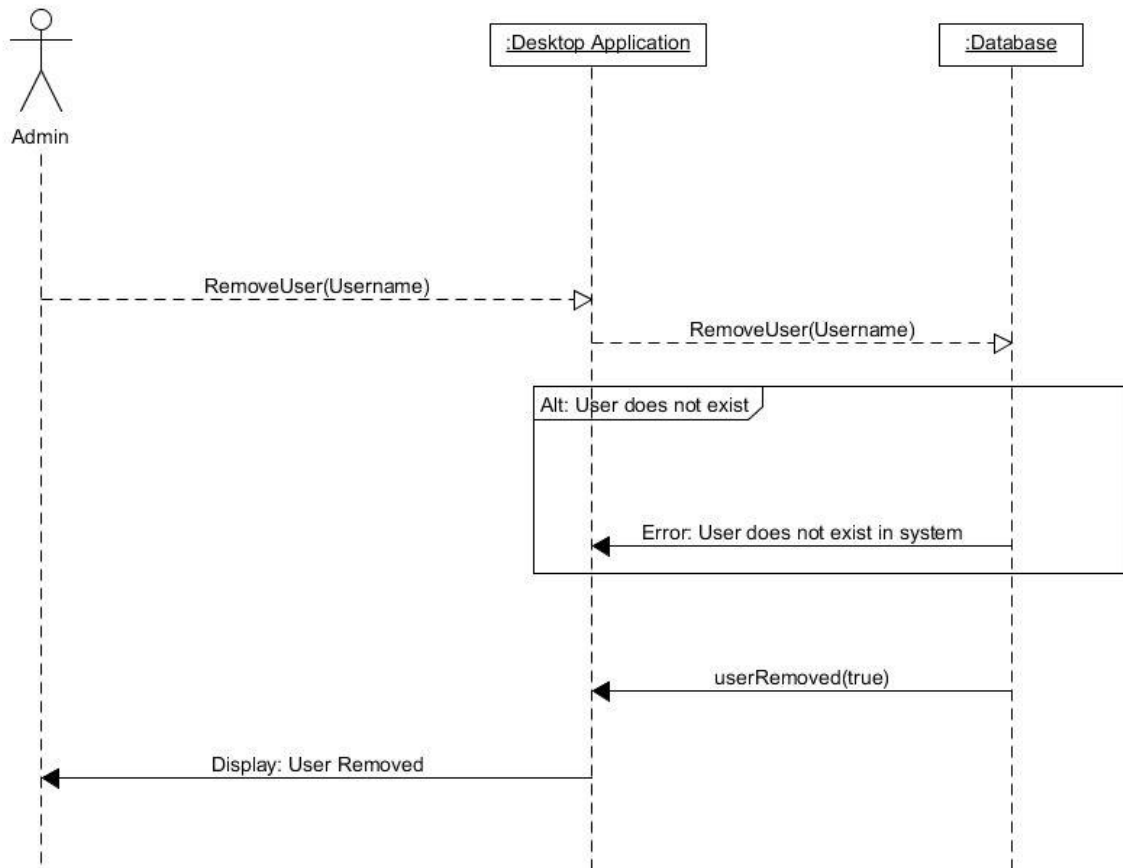 :Desktop Application
:Database
Admin
RemoveUser(Username)
RemoveUser(Username)
Alt: User does not exist
Error: User does not exist in system
userRemoved(true)
Display: User Removed